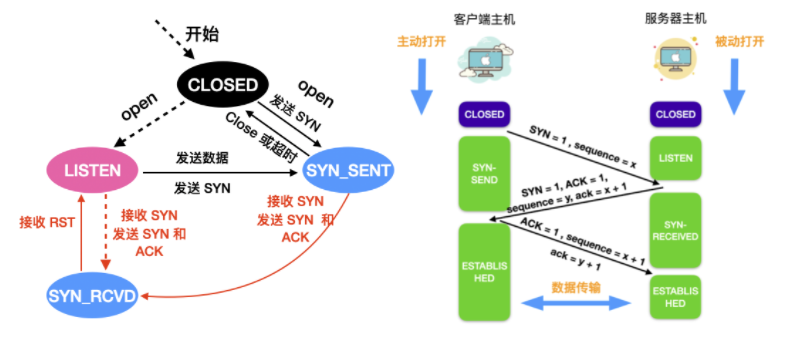 开始
CLOSED
open
open
发送 SYN
Close 或超时
LISTEN
发送数据
发送 SYN
SYN_SENT
接收 RST
接收 SYN
发送 SYN 和
ACK
接收 SYN
发送 SYN 和
ACK
SYN_RCVD
客户端主机
服务器主机
主动打开
被动打开
CLOSED
CLOSED
SYN = 1 , sequence = x
LISTEN
SYN-
SEND
SYN = 1, ACK = 1,
sequence = y, ack = x + 1
SYN-
RECEIVED
ACK = 1 , sequence = x + 1
ack = y + 1
ESTABLIS
HED
ESTABLIS
HED
数据传输